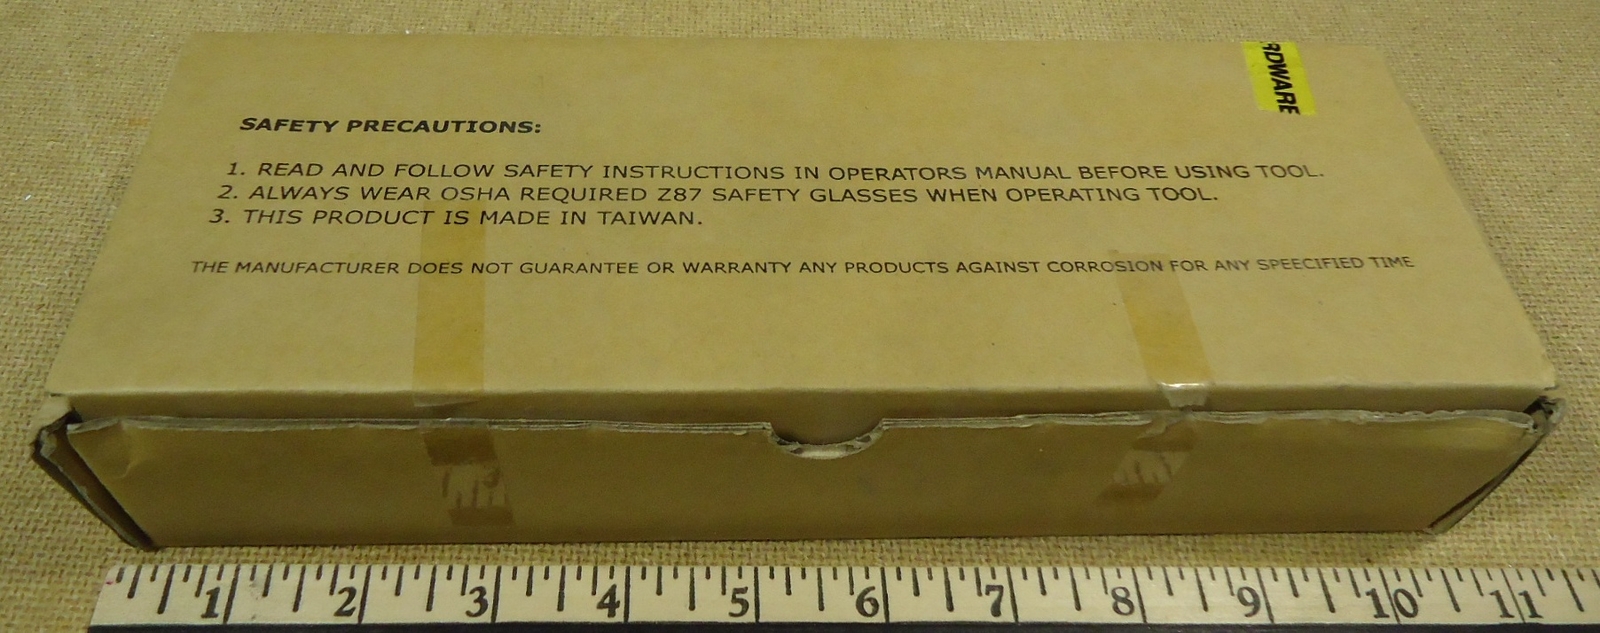 RDWARE
SAFETY PRECAUTIONS:
1. READ AND FOLLOW SAFETY INSTRUCTIONS IN OPERATORS MANUAL BEFORE USING TOOL.
2. ALWAYS WEAR OSHA REQUIRED Z87 SAFETY GLASSES WHEN OPERATING TOOL.
3. THIS PRODUCT IS MADE IN TAIWAN.
THE MANUFACTURER DOES NOT GUARANTEE OR WARRANTY ANY PRODUCTS AGAINST CORROSION FOR ANY SPEECIFIED TIME
1 2 3 4 5 6 7 8 9 10 11